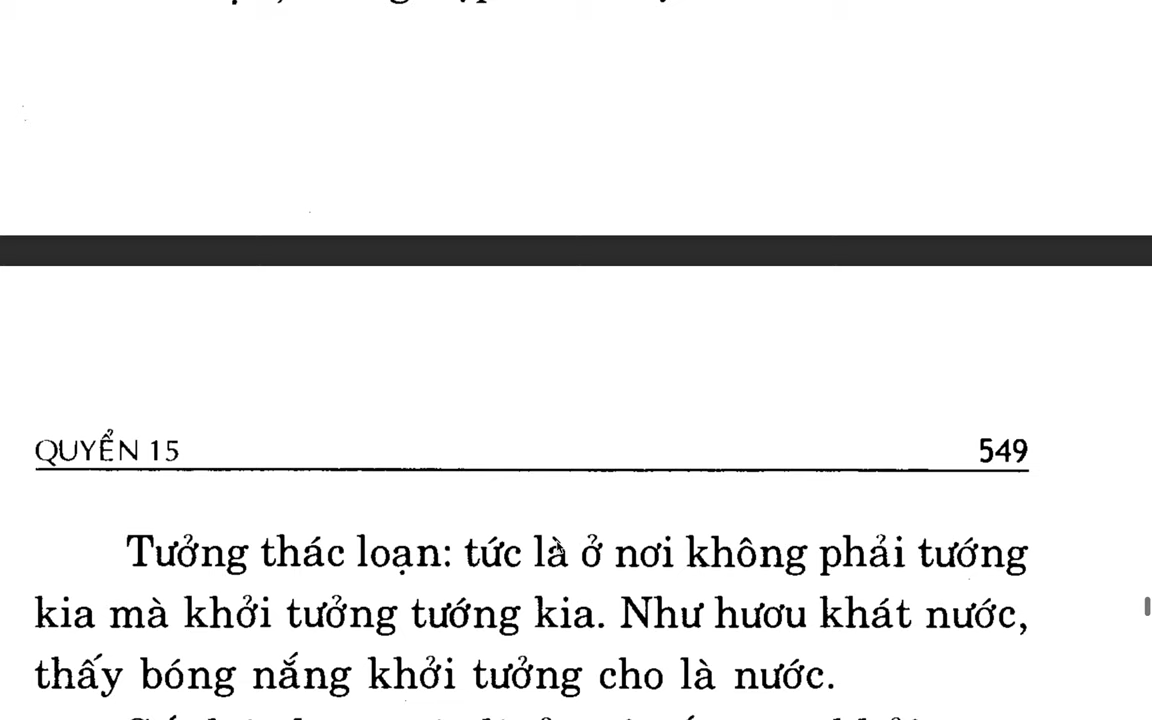 QUYỂN 15 549
Tưởng thác loạn: tức là ở nơi không phải tướng
kia mà khởi tưởng tướng kia. Như hươu khát nước,
thấy bóng nắng khởi tưởng cho là nước.